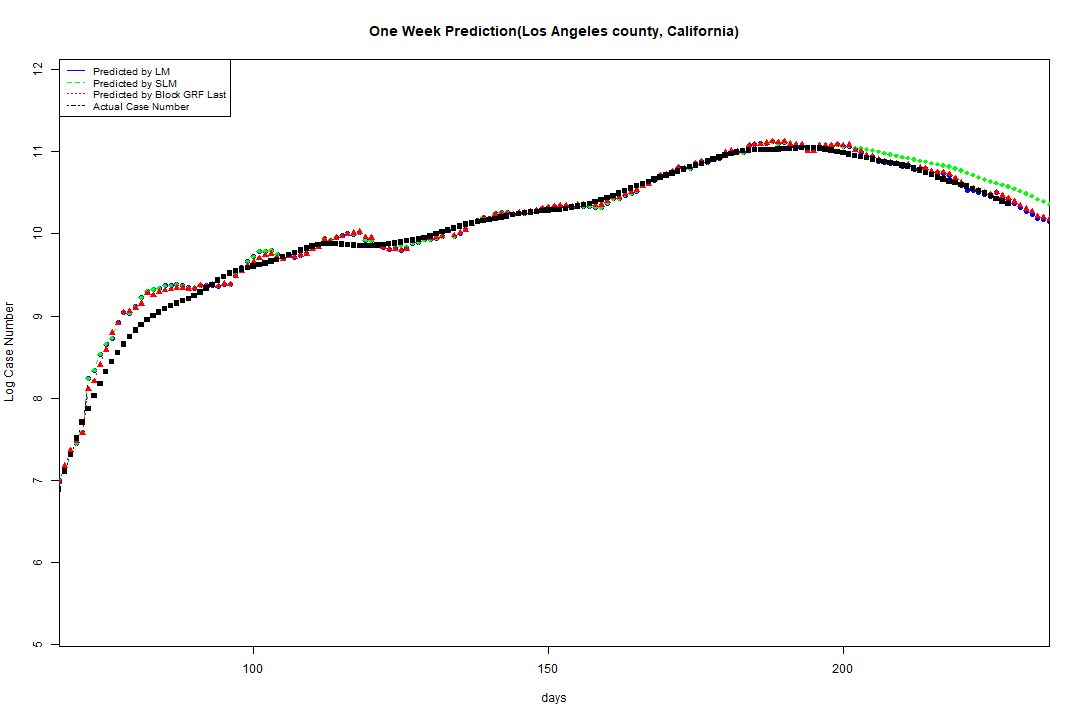 One Week Prediction(Los Angeles county, California)
Predicted by LM
Predicted by SLM
Predicted by Block GRF Last
Actual Case Number
12
11
10
9
8
7
6
5
Log Case Number
100
150
200
days